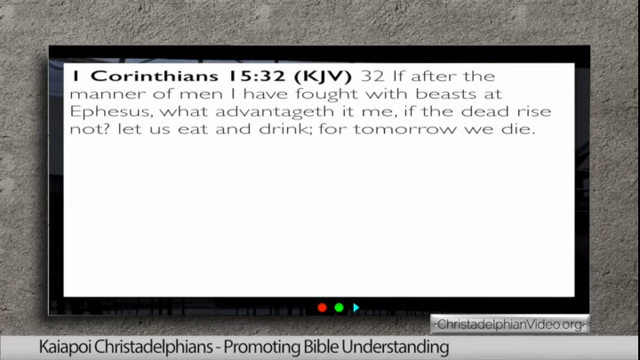 1 Corinthians 15:32 (KJV) 32 If after the
manner of men I have fought with beasts at
Ephesus, what advantageth it me, if the dead rise
not? let us eat and drink; for tomorrow we die.
ChristadelphianVideo.org
Kaiapoi Christadelphians - Promoting Bible Understanding